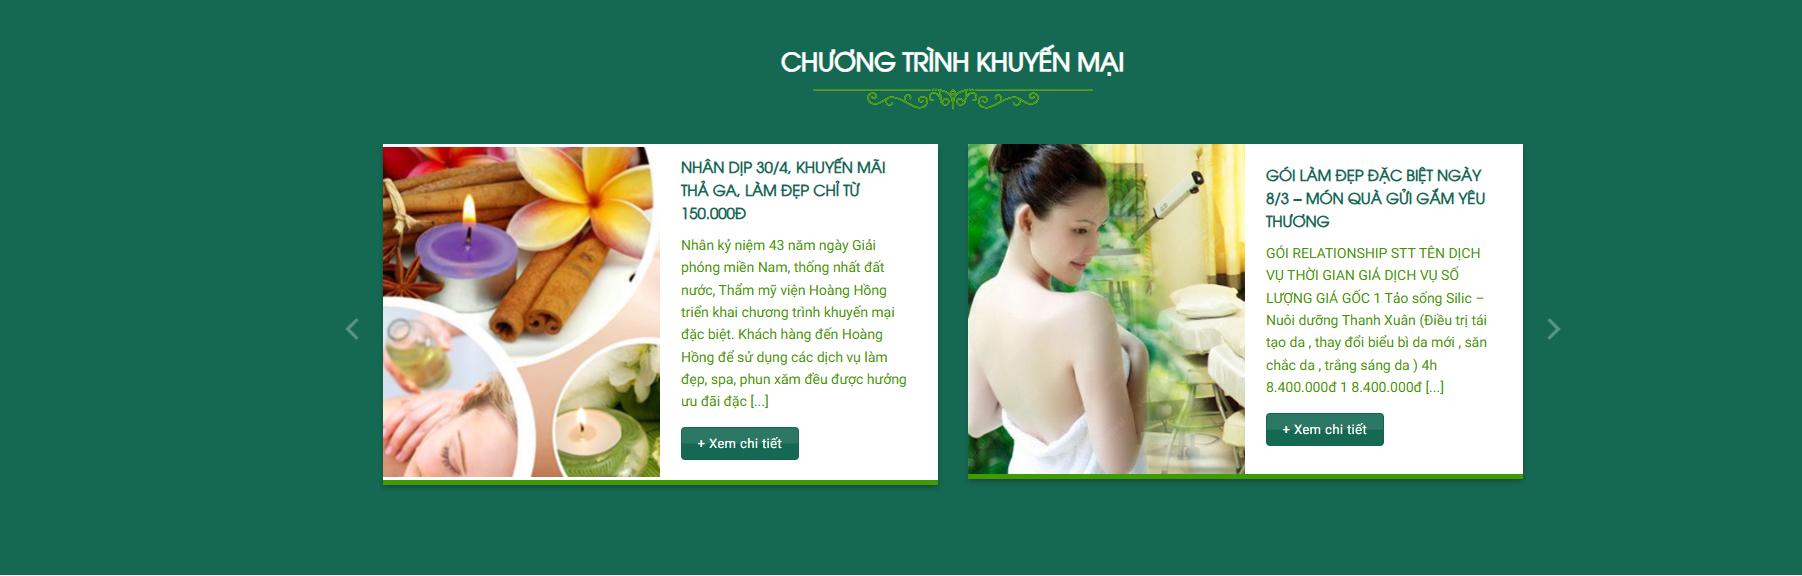 CHƯƠNG TRÌNH KHUYẾN MẠI
NHÂN DỊP 30/4, KHUYẾN MÃI
THẢ GA, LÀM ĐẸP CHỈ TỪ
150.000Đ
Nhân kỷ niệm 43 năm ngày Giải
phóng miền Nam, thống nhất đất
nước, Thẩm mỹ viện Hoàng Hồng
triển khai chương trình khuyến mại
đặc biệt. Khách hàng đến Hoàng
Hồng để sử dụng các dịch vụ làm
đẹp, spa, phun xăm đều được hưởng
ưu đãi đặc [...]
+ Xem chi tiết
GÓI LÀM ĐẸP ĐẶC BIỆT NGÀY
8/3 – MÓN QUÀ GỬI GẮM YÊU
THƯƠNG
GÓI RELATIONSHIP STT TÊN DỊCH
VỤ THỜI GIAN GIÁ DỊCH VỤ SỐ
LƯỢNG GIÁ GỐC 1 Tảo sống Silic –
Nuôi dưỡng Thanh Xuân (Điều trị tái
tạo da , thay đổi biểu bì da mới , săn
chắc da , trắng sáng da ) 4h
8.400.000đ 1 8.400.000đ [...]
+ Xem chi tiết